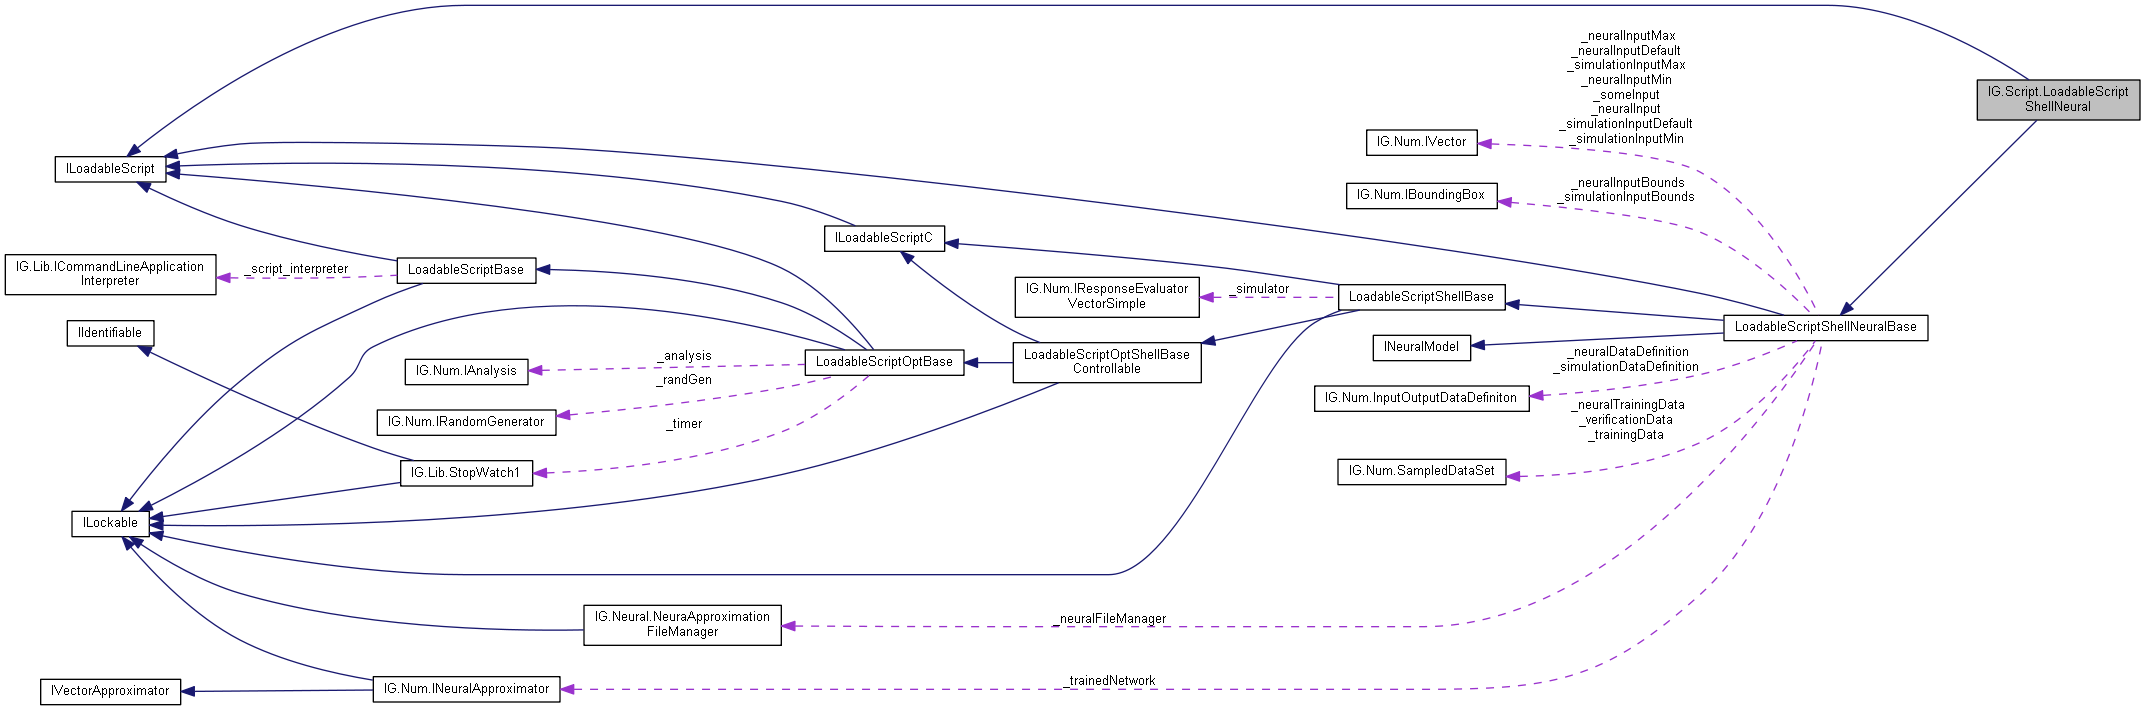 _neuralInputMax
_neuralInputDefault
_simulationInputMax
_neuralInputMin
_someInput
_neuralInput
_simulationInputDefault
_simulationInputMin
IG.Script.LoadableScript
ShellNeural
IG.Num.IVector
ILoadableScript
_neuralInputBounds
_simulationInputBounds
IG.Num.IBoundingBox
ILoadableScriptC
IG.Lib.ICommandLineApplication
Interpreter
_script_interpreter
LoadableScriptBase
IG.Num.IResponseEvaluator
VectorSimple
_simulator
LoadableScriptShellBase
LoadableScriptShellNeuralBase
IIdentifiable
INeuralModel
_analysis
IG.Num.IAnalysis
_randGen
LoadableScriptOptBase
LoadableScriptOptShellBase
Controllable
_neuralDataDefinition
_simulationDataDefinition
IG.Num.InputOutputDataDefiniton
IG.Num.IRandomGenerator
_timer
_neuralTrainingData
_verificationData
_trainingData
IG.Lib.StopWatch1
IG.Num.SampledDataSet
ILockable
IG.Neural.NeuraApproximation
FileManager
_neuralFileManager
IVectorApproximator
IG.Num.INeuralApproximator
_trainedNetwork